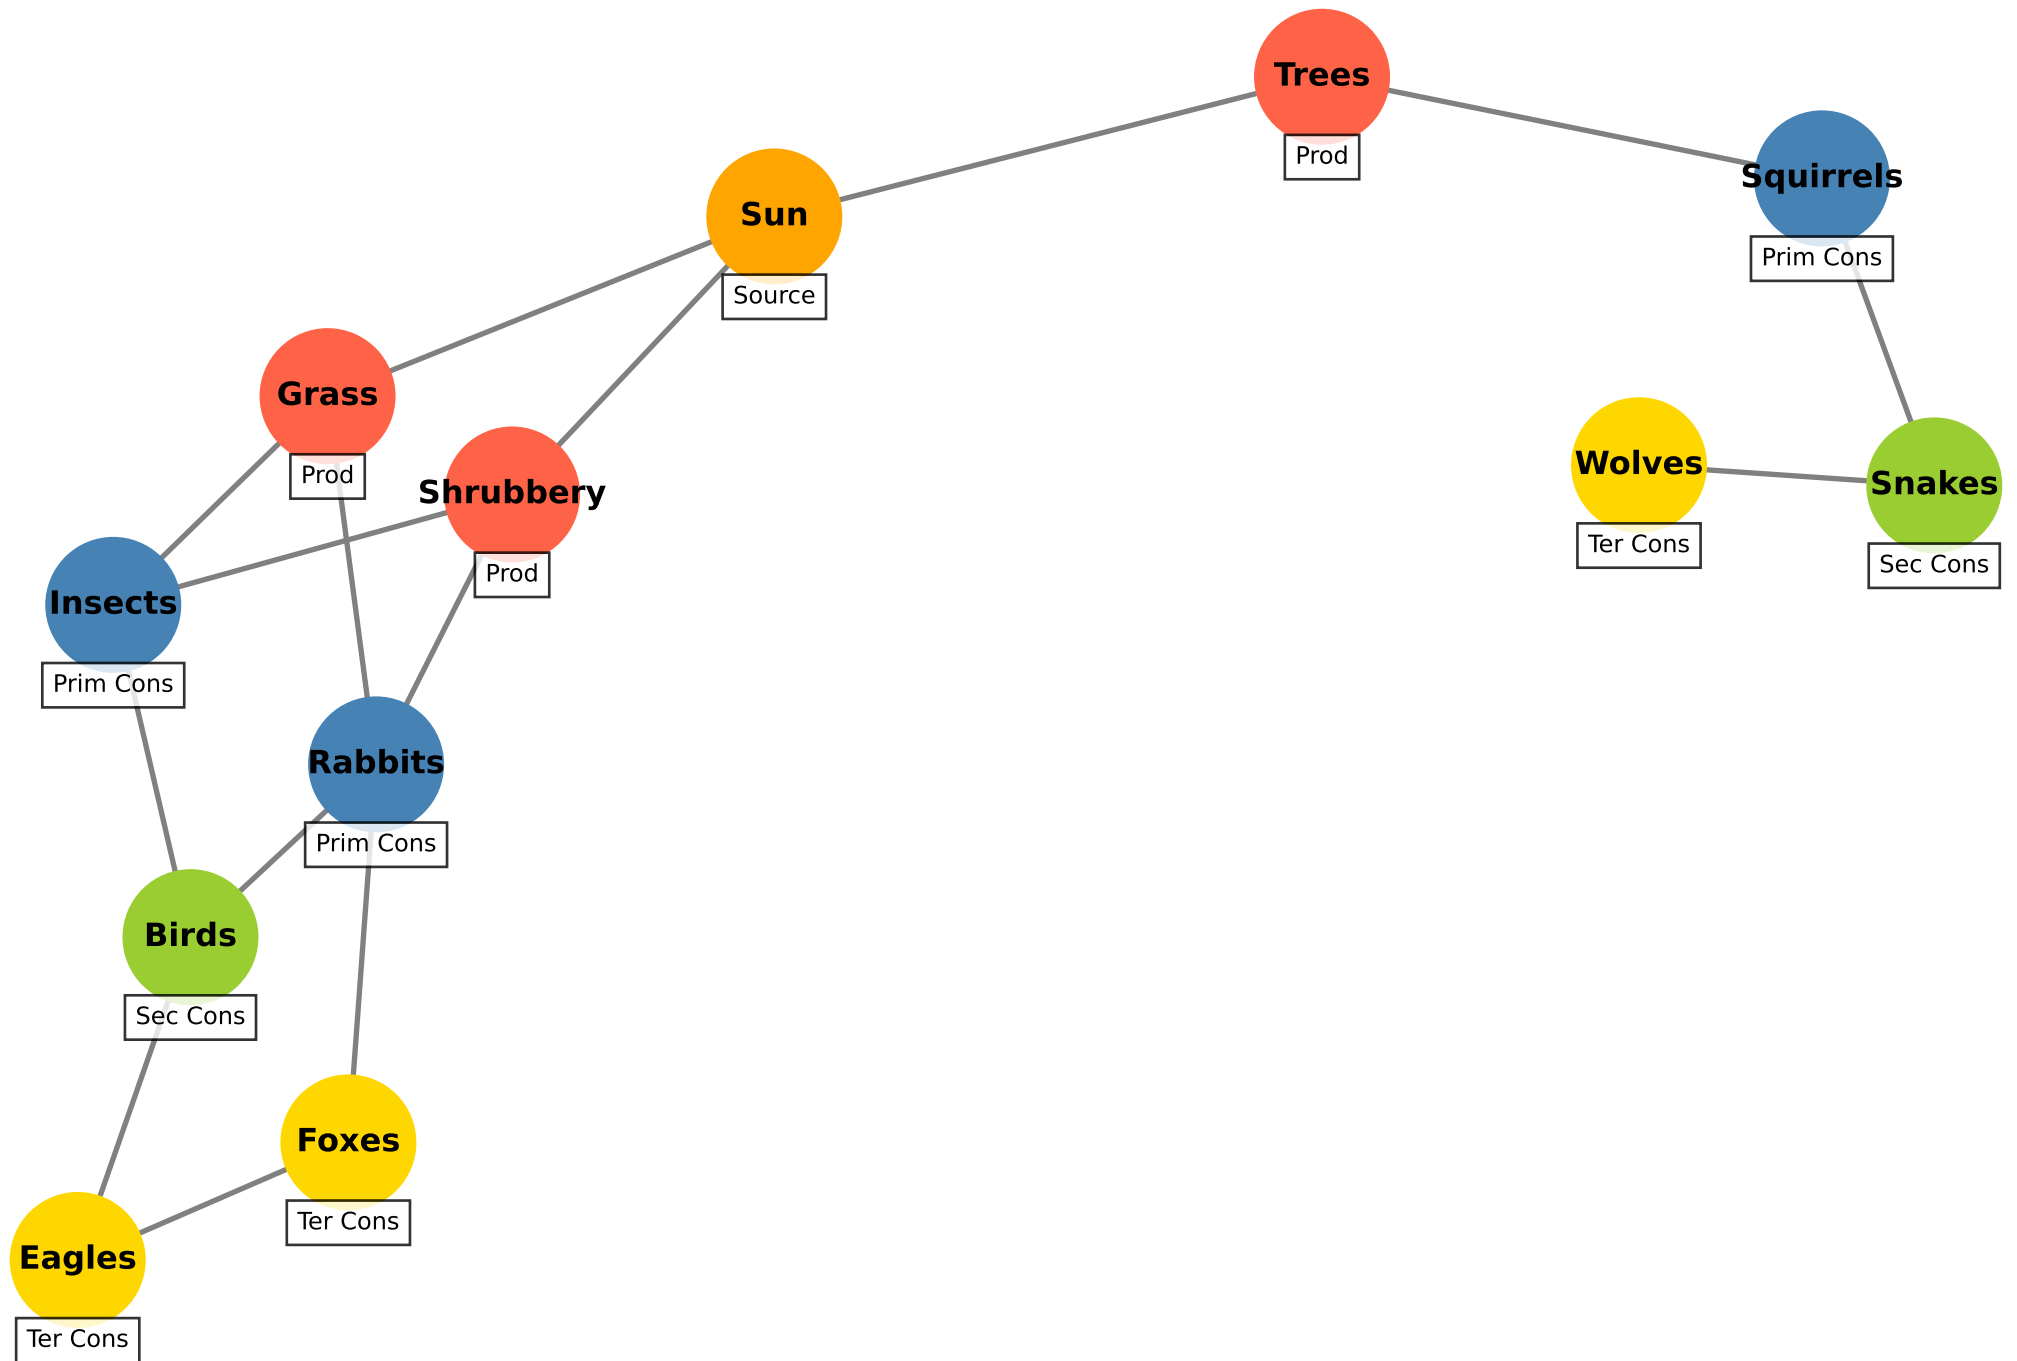 Trees
Prod
Squirrels
Prim Cons
Sun
Source
Grass
Prod
Shrubbery
Prod
Wolves
Ter Cons
Snakes
Sec Cons
Insects
Prim Cons
Rabbits
Prim Cons
Birds
Sec Cons
Foxes
Ter Cons
Eagles
Ter Cons